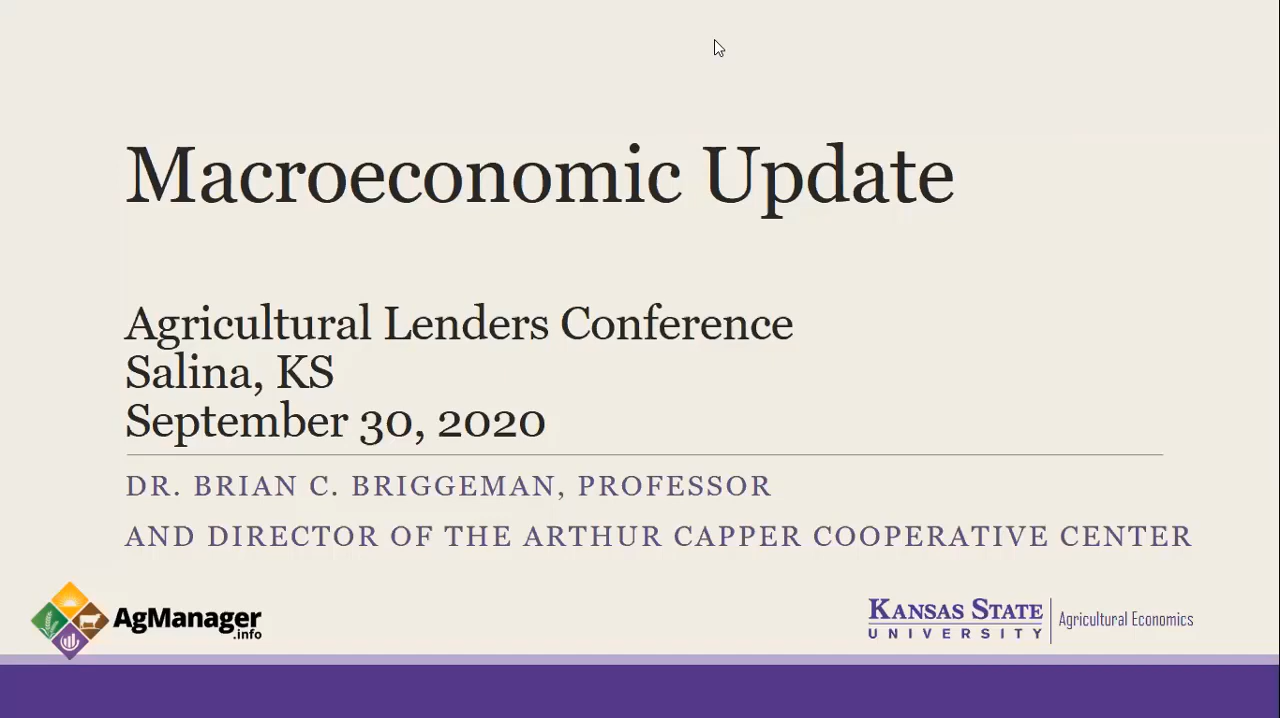 Macroeconomic Update
Agricultural Lenders Conference
Salina, KS
September 30, 2020
DR. BRIAN C. BRIGGEMAN, PROFESSOR
AND DIRECTOR OF THE ARTHUR CAPPER COOPERATIVE CENTER
AgManager
.info
KANSAS STATE
UNIVERSITY
Agricultural Economics